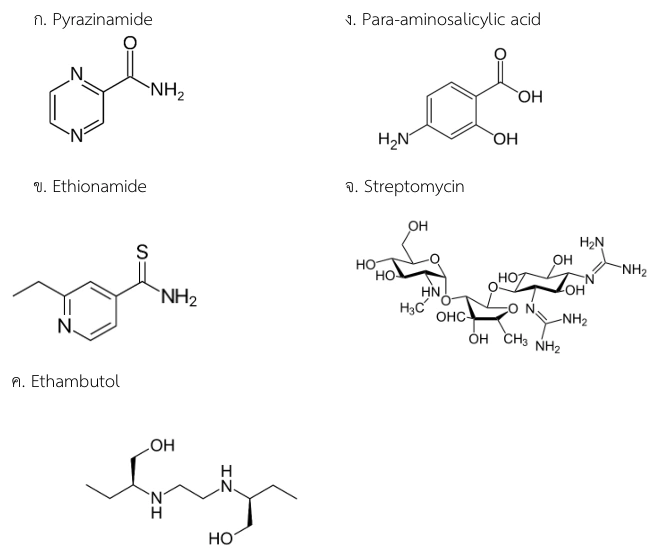 ก. Pyrazinamide
O
N
NH2
N
ง. Para-aminosalicylic acid
O
OH
H2N
OH
ข. Ethionamide
S
NH2
N
จ. Streptomycin
OH
HO
O
HO
HN
H3C
O
OHC
OH
CH3
O
O
HO
OH
OH
N
H2N
NH2
N
NH2
NH2
ค. Ethambutol
OH
N
H
H
N
HO